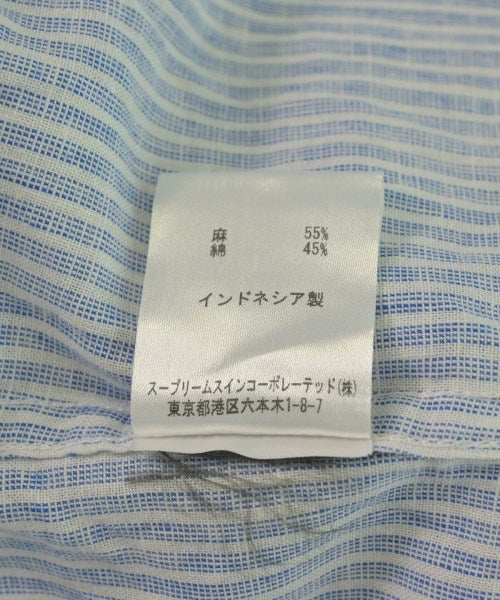 麻 55%
綿 45%
インドネシア製
スープリームスインコーポレーテッド(株)
東京都港区六本木1-8-7